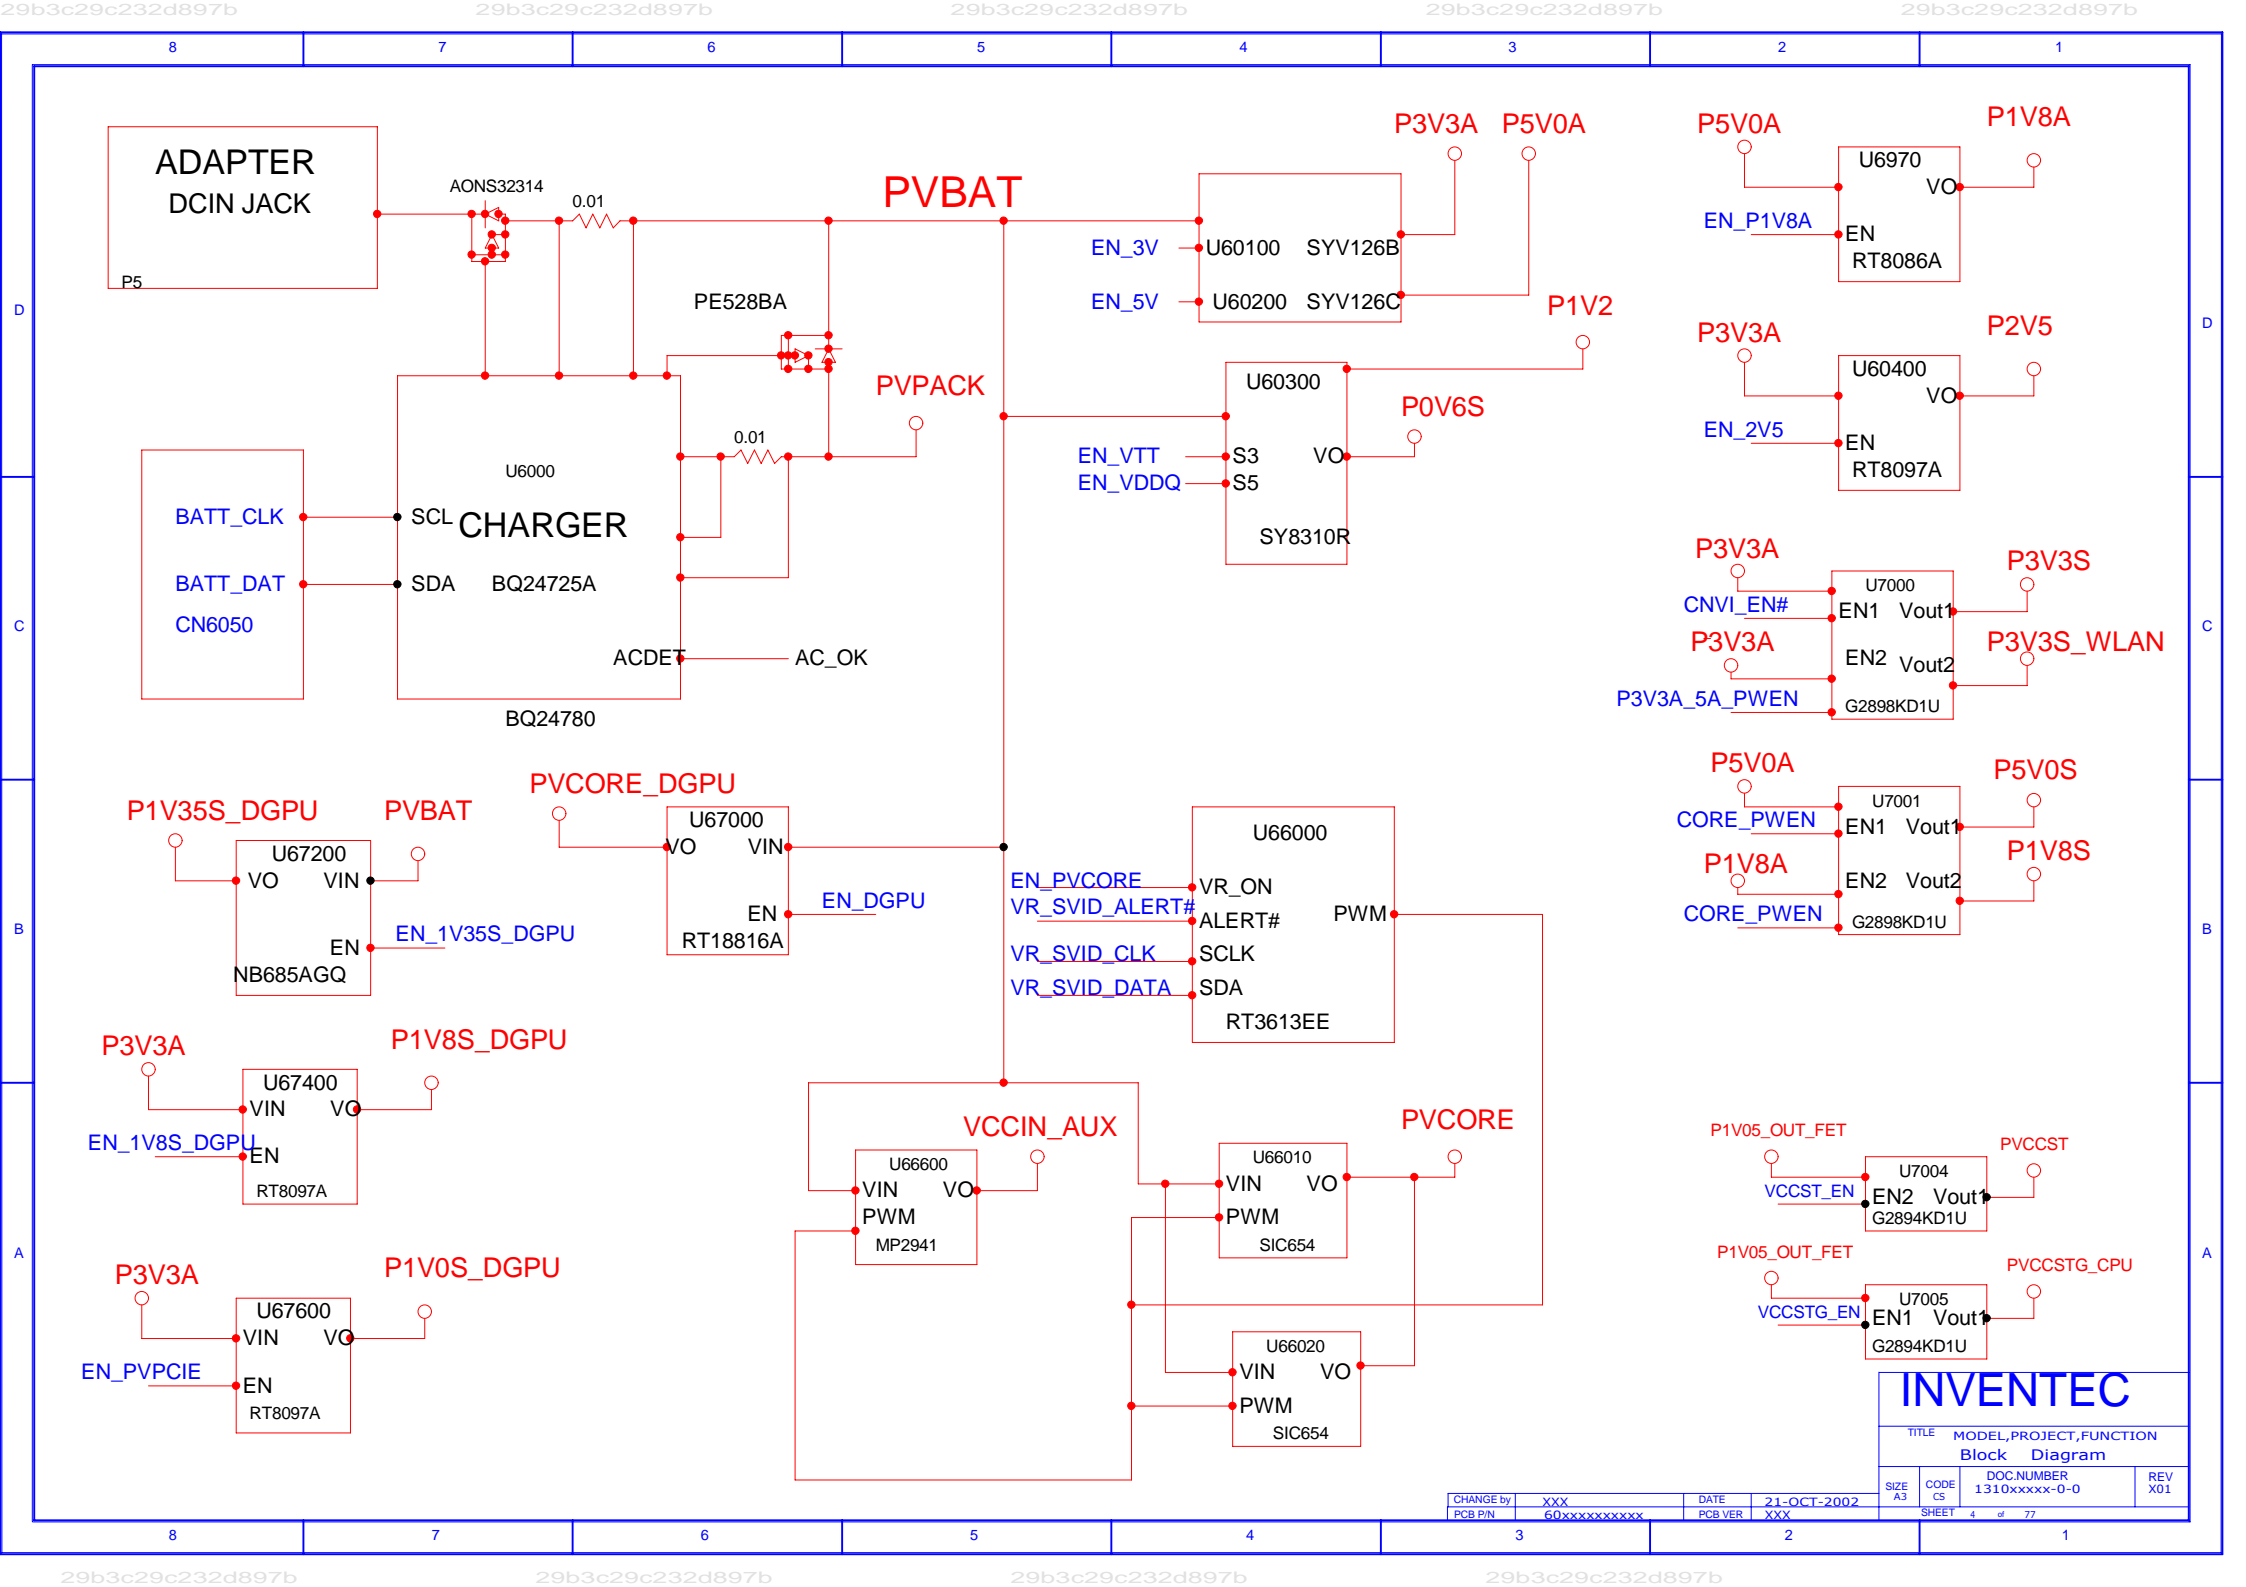 29b3c29c232d897b 29b3c29c232d897b 29b3c29c232d897b 29b3c29c232d897b 29b3c29c232d897b
8 7 6 5 4 3 2 1
ADAPTER
DCIN JACK
P5
AONS32314
0.01
PVBAT
PE528BA
PVPACK
0.01
U6000
CHARGER
BQ24725A
SCL
SDA
ACDET
AC_OK
BQ24780
BATT_CLK
BATT_DAT
CN6050
P3V3A P5V0A
EN_3V
U60100 SYV126B
EN_5V
U60200 SYV126C
P1V2
U60300
P0V6S
EN_VTT
S3 VO
EN_VDDQ
S5
SY8310R
P5V0A
P1V8A
U6970
VO
EN_P1V8A
EN
RT8086A
P3V3A
P2V5
U60400
VO
EN_2V5
EN
RT8097A
P3V3A
P3V3S
U7000
CNVI_EN#
EN1 Vout1
P3V3A
P3V3S_WLAN
EN2 Vout2
P3V3A_5A_PWEN
G2898KD1U
P5V0A
P5V0S
U7001
CORE_PWEN
EN1 Vout1
P1V8A
P1V8S
EN2 Vout2
CORE_PWEN
G2898KD1U
P1V35S_DGPU
PVBAT
U67200
VO VIN
EN
EN_1V35S_DGPU
NB685AGQ
PVCORE_DGPU
U67000
VO VIN
EN
EN_DGPU
RT18816A
U66000
EN_PVCORE
VR_ON
VR_SVID_ALERT#
ALERT#
PWM
VR_SVID_CLK
SCLK
VR_SVID_DATA
SDA
RT3613EE
P3V3A
P1V8S_DGPU
U67400
VIN VO
EN_1V8S_DGPU
EN
RT8097A
P3V3A
P1V0S_DGPU
U67600
VIN VO
EN_PVPCIE
EN
RT8097A
VCCIN_AUX
U66600
VIN VO
PWM
MP2941
PVCORE
U66010
VIN VO
PWM
SIC654
U66020
VIN VO
PWM
SIC654
P1V05_OUT_FET
PVCCST
U7004
VCCST_EN
EN2 Vout1
G2894KD1U
P1V05_OUT_FET
PVCCSTG_CPU
U7005
VCCSTG_EN
EN1 Vout1
G2894KD1U
D D
C C
B B
A A
INVENTEC
TITLE MODEL,PROJECT,FUNCTION
Block Diagram
SIZE CODE DOC.NUMBER REV
A3 CS 1310xxxxx-0-0 X01
CHANGE by XXX DATE 21-OCT-2002
PCB P/N 60xxxxxxxxxx PCB VER XXX SHEET 4 of 77
8 7 6 5 4 3 2 1
29b3c29c232d897b 29b3c29c232d897b 29b3c29c232d897b 29b3c29c232d897b